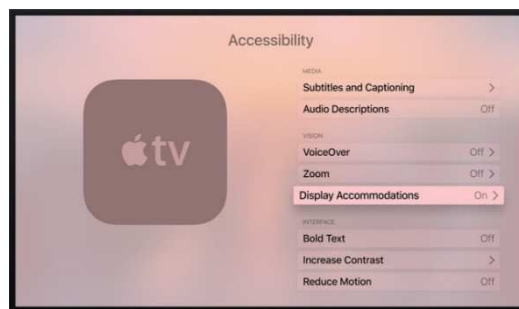 Accessibility
tv
MEDIA
Subtitles and Captioning
Audio Descriptions Off
VISION
VoiceOver Off
Zoom Off
Display Accommodations On
INTERFACE
Bold Text Off
Increase Contrast
Reduce Motion Off